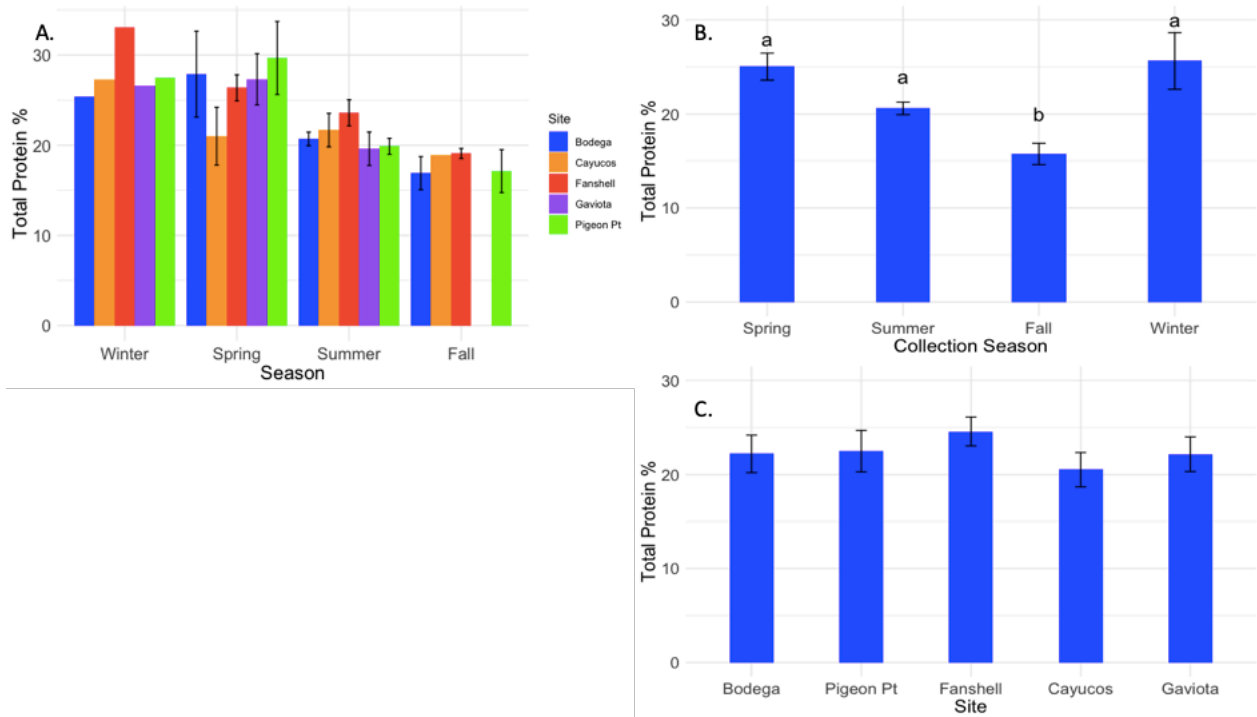 A.
30
20
10
0
Total Protein %
Winter Spring Summer Fall
Season
Site
Bodega
Cayucos
Fanshell
Gaviota
Pigeon Pt
B.
30
20
10
0
Total Protein %
a a b a
Spring Summer Fall Winter
Collection Season
C.
30
20
10
0
Total Protein %
Bodega Pigeon Pt Fanshell Cayucos Gaviota
Site